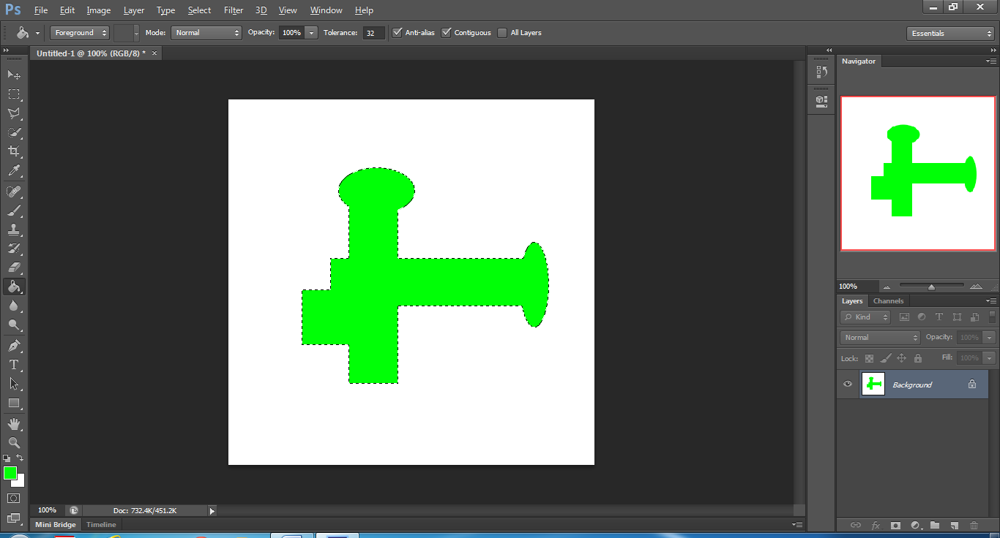 Ps File Edit Image Layer Type Select Filter 3D View Window Help
Foreground Mode: Normal Opacity: 100% Tolerance: 32 Anti-alias Contiguous All Layers Essentials
Untitled-1 @ 100% (RGB/8) * ×
Navigator
100%
Layers Channels
Kind
Normal Opacity: 100%
Lock: Fill: 100%
Background
T
100% Doc: 732.4K/451.2K
fx
Mini Bridge Timeline